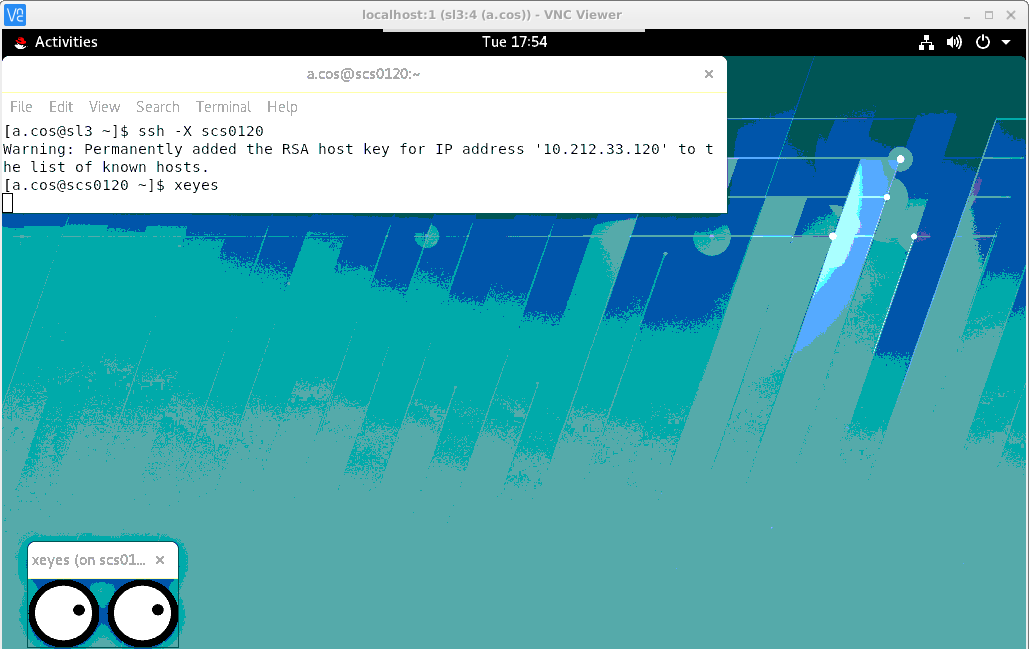 localhost:1 (sl3:4 (a.cos)) - VNC Viewer
Activities
Tue 17:54
a.cos@scs0120:~
File Edit View Search Terminal Help
[a.cos@sl3 ~]$ ssh -X scs0120
Warning: Permanently added the RSA host key for IP address '10.212.33.120' to t
he list of known hosts.
[a.cos@scs0120 ~]$ xeyes
xeyes (on scs01...